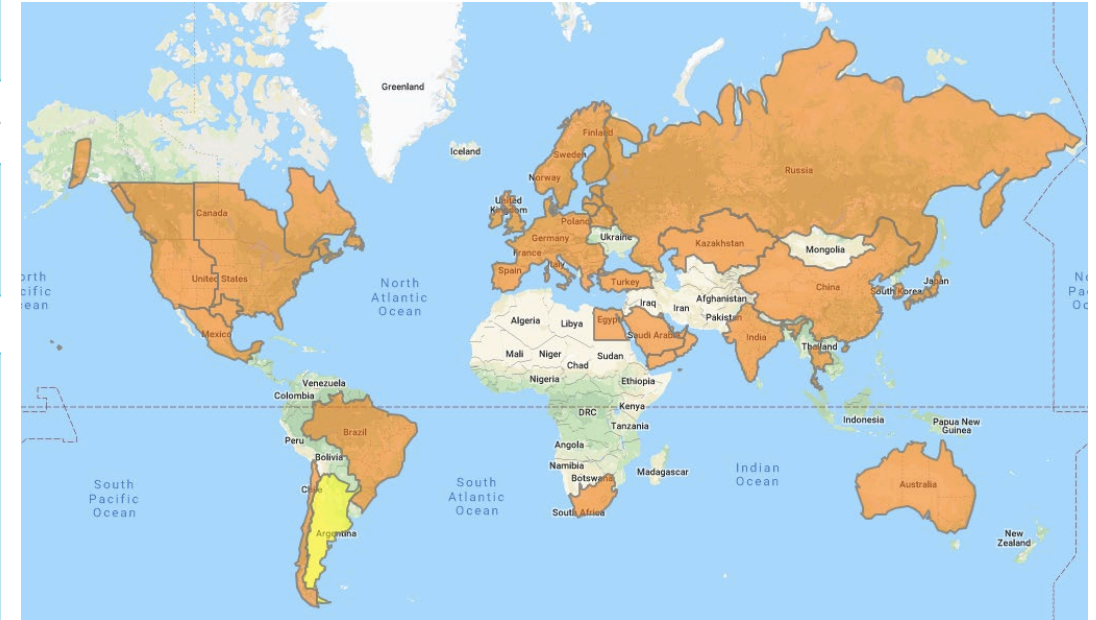 Greenland
Iceland
Finland
Sweden
Norway
Russia
United
Kingdom
Canada
Poland
Ukraine
Germany
Kazakhstan
Mongolia
France
Italy
Spain
United States
Turkey
China
Japan
South Korea
North
Atlantic
Ocean
Iraq
Iran
Afghanistan
Pakistan
Algeria
Libya
Egypt
Saudi Arabia
India
Mexico
Thailand
Mali
Niger
Chad
Sudan
Nigeria
Ethiopia
Venezuela
Colombia
DRC
Kenya
Tanzania
Indonesia
Papua New
Guinea
Peru
Brazil
Bolivia
Angola
Namibia
Botswana
Madagascar
Indian
Ocean
South
Pacific
Ocean
South
Atlantic
Ocean
Chile
Argentina
South Africa
Australia
New
Zealand